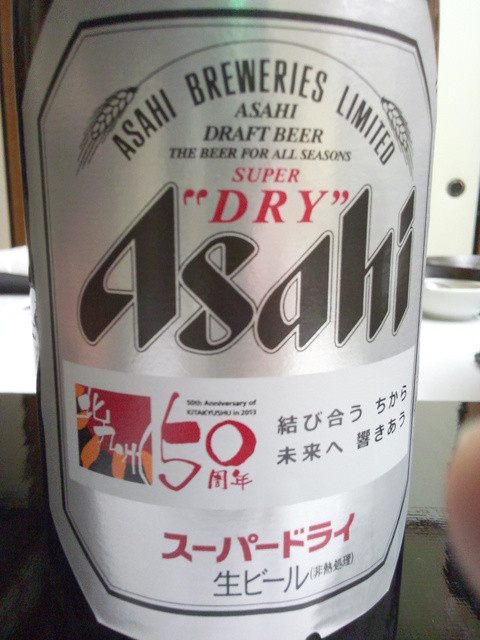 ASAHI BREWERIES LIMITED
ASAHI
DRAFT BEER
THE BEER FOR ALL SEASONS
SUPER
"DRY"
Asahi
北九州
50th Anniversary of
KITAKYUSHU in 2013
50
周年
結び合う ちから
未来へ 響きあう
スーパードライ
生ビール(非熱処理)